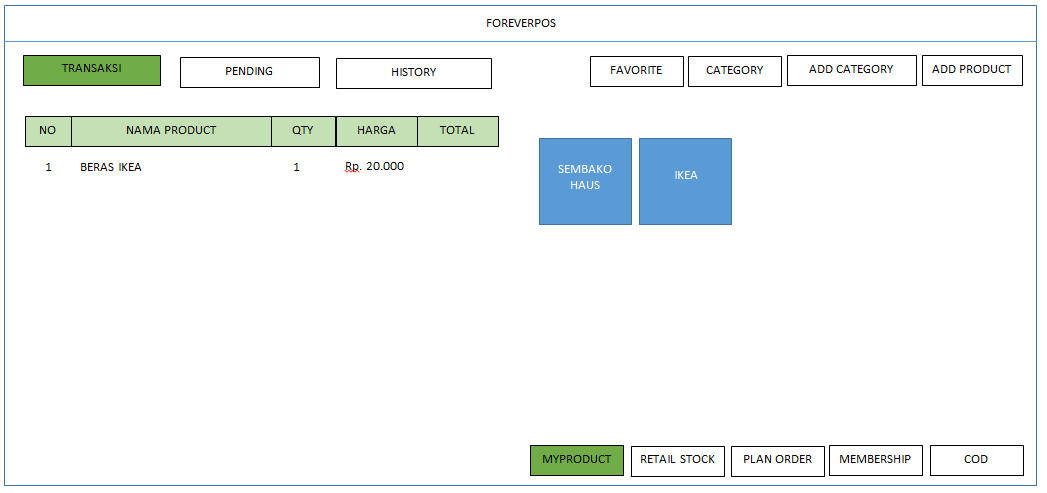 FOREVERPOS
TRANSAKSI
PENDING
HISTORY
FAVORITE
CATEGORY
ADD CATEGORY
ADD PRODUCT
NO
NAMA PRODUCT
QTY
HARGA
TOTAL
1
BERAS IKEA
1
Rp. 20.000
SEMBAKO
HAUS
IKEA
MYPRODUCT
RETAIL STOCK
PLAN ORDER
MEMBERSHIP
COD